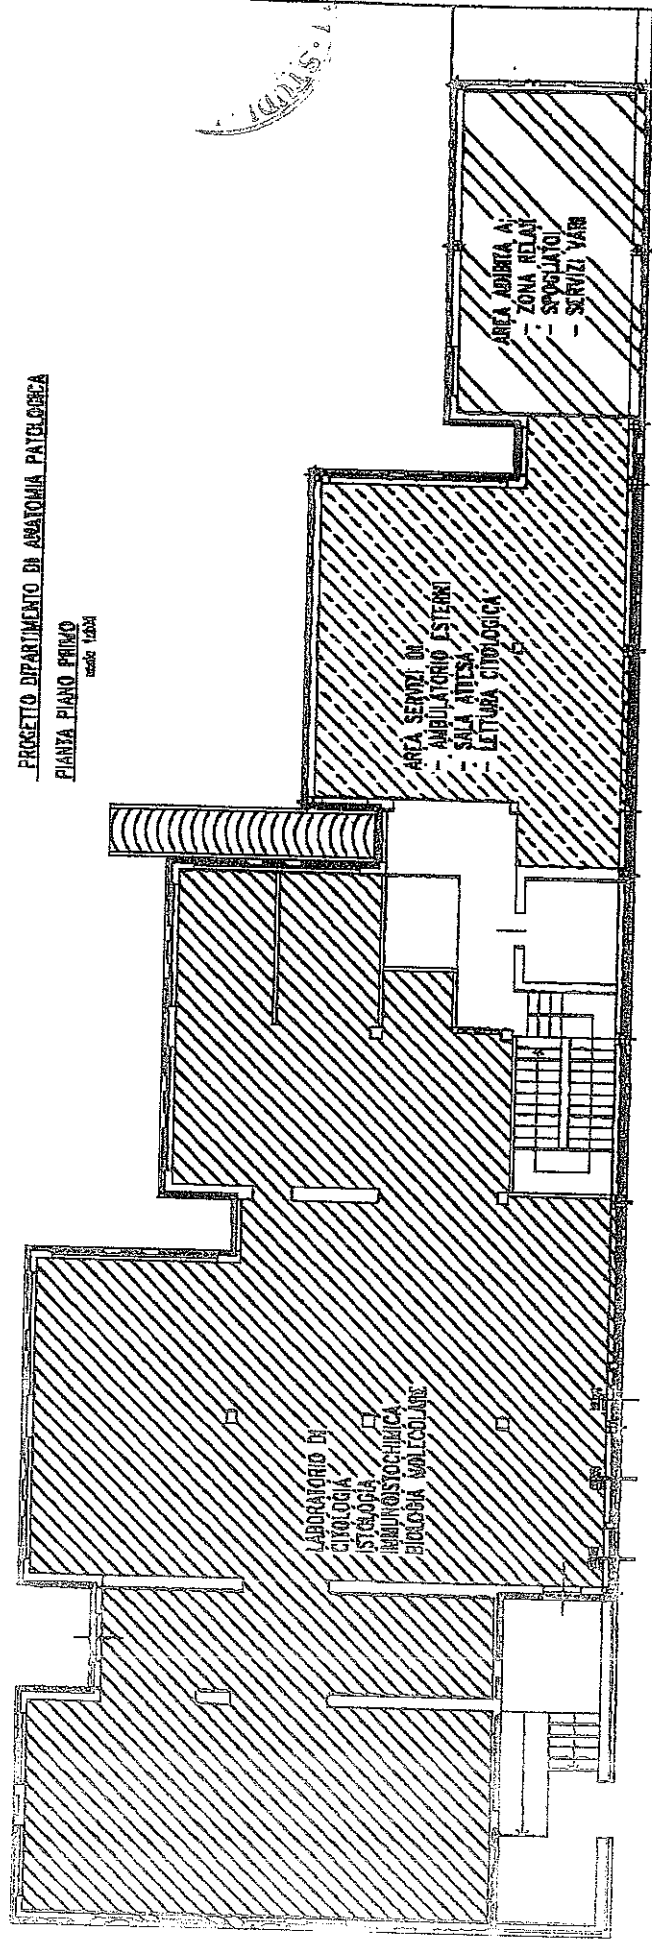 PROGETTO DIPARTIMENTO DI ANATOMIA PATOLOGICA
PIANTA PIANO PRIMO
LABORATORIO DI
CITOLOGIA
ISTOLOGIA
IMMUNOISTOCHIMICA
BIOLOGIA MOLECOLARE
AREA SERVIZI DI
- AMBULATORIO ESTERNI
- SALA ATTESA
- LETTURA CITOLOGICA
AREA ADIBITA A:
- ZONA RELAX
- SPOGLIATOI
- SERVIZI VARI